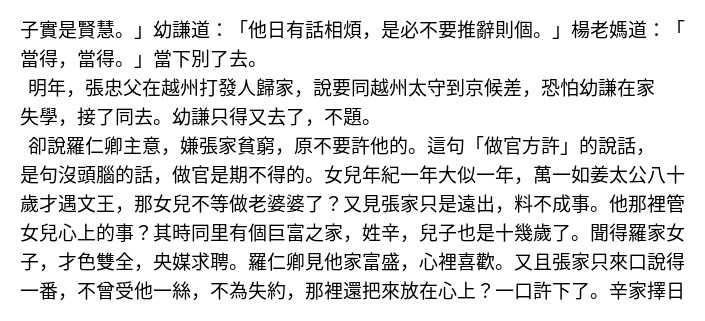 子實是賢慧。」幼謙道：「他日有話相煩，是必不要推辭則個。」楊老媽道：「
當得，當得。」當下別了去。
明年，張忠父在越州打發人歸家，說要同越州太守到京候差，恐怕幼謙在家
失學，接了同去。幼謙只得又去了，不題。
卻說羅仁卿主意，嫌張家貧窮，原不要許他的。這句「做官方許」的說話，
是句沒頭腦的話，做官是期不得的。女兒年紀一年大似一年，萬一如姜太公八十
歲才遇文王，那女兒不等做老婆婆了？又見張家只是遠出，料不成事。他那裡管
女兒心上的事？其時同里有個巨富之家，姓辛，兒子也是十幾歲了。聞得羅家女
子，才色雙全，央媒求聘。羅仁卿見他家富盛，心裡喜歡。又且張家只來口說得
一番，不曾受他一絲，不為失約，那裡還把來放在心上？一口許下了。辛家擇日